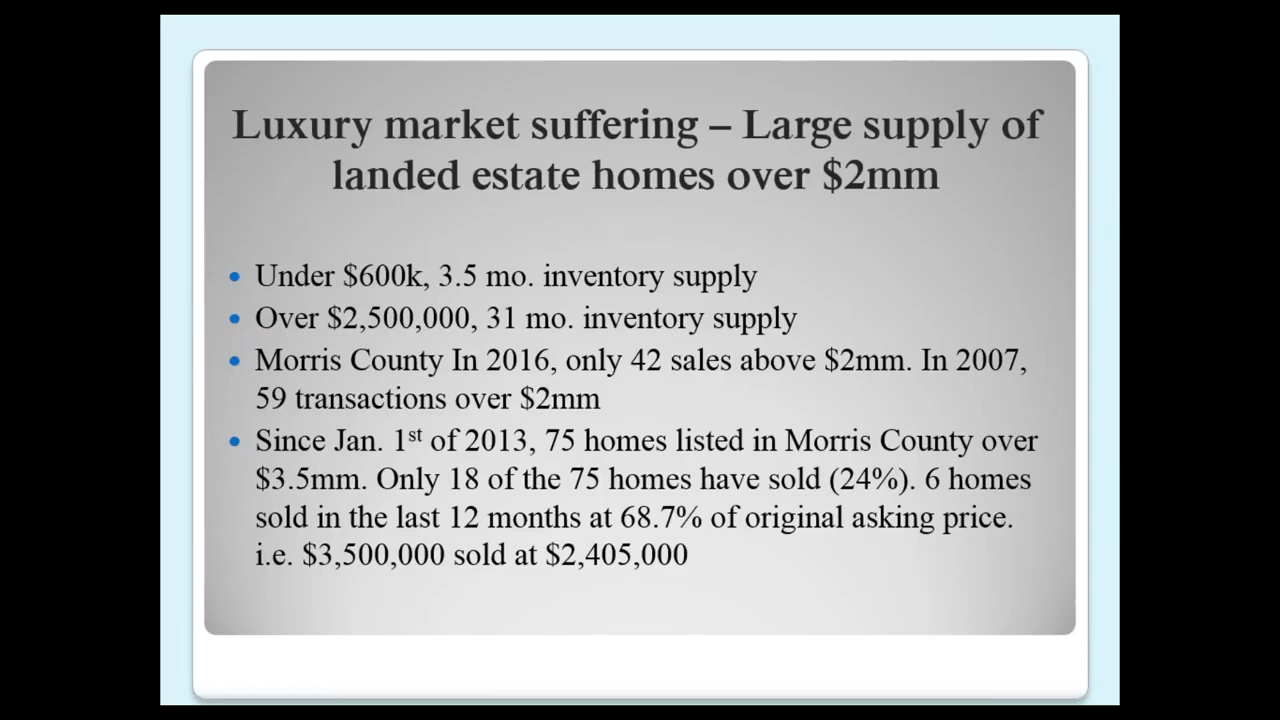 Luxury market suffering – Large supply of
landed estate homes over $2mm
• Under $600k, 3.5 mo. inventory supply
• Over $2,500,000, 31 mo. inventory supply
• Morris County In 2016, only 42 sales above $2mm. In 2007,
59 transactions over $2mm
• Since Jan. 1st of 2013, 75 homes listed in Morris County over
$3.5mm. Only 18 of the 75 homes have sold (24%). 6 homes
sold in the last 12 months at 68.7% of original asking price.
i.e. $3,500,000 sold at $2,405,000